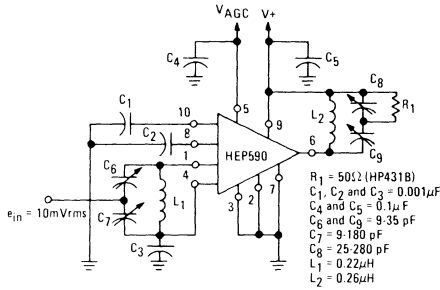 V_AGC V+
C4 C5
C1 5 9 L2 C8 R1
10
C2 8
HEP590
6 C9
C6 1
4
e_in = 10mVrms C7 L1
3 2 7
C3
R1 = 50Ω (HP431B)
C1, C2 and C3 = 0.001μF
C4 and C5 = 0.1μF
C6 and C9 = 9-35 pF
C7 = 9-180 pF
C8 = 25-280 pF
L1 = 0.22μH
L2 = 0.26μH